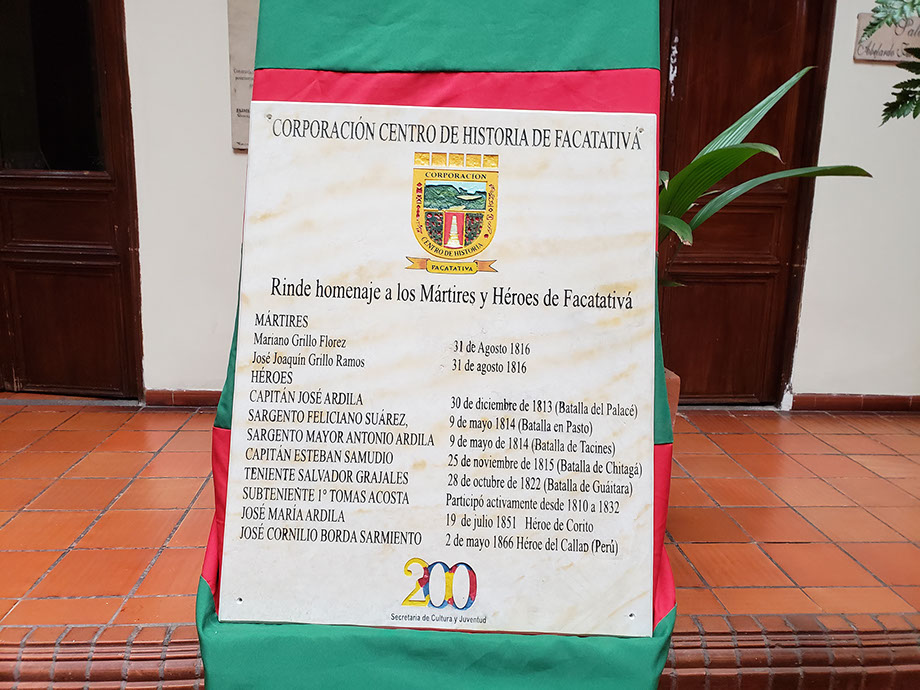 CORPORACIÓN CENTRO DE HISTORIA DE FACATATIVÁ
CORPORACION
CENTRO DE HISTORIA
FACATATIVA
Rinde homenaje a los Mártires y Héroes de Facatativá
MÁRTIRES
Mariano Grillo Florez 31 de Agosto 1816
José Joaquín Grillo Ramos 31 de agosto 1816
HÉROES
CAPITÁN JOSÉ ARDILA 30 de diciembre de 1813 (Batalla del Palacé)
SARGENTO FELICIANO SUÁREZ, 9 de mayo 1814 (Batalla en Pasto)
SARGENTO MAYOR ANTONIO ARDILA 9 de mayo de 1814 (Batalla de Tacines)
CAPITÁN ESTEBAN SAMUDIO 25 de noviembre de 1815 (Batalla de Chitagá)
TENIENTE SALVADOR GRAJALES 28 de octubre de 1822 (Batalla de Guáitara)
SUBTENIENTE 1° TOMAS ACOSTA Participó activamente desde 1810 a 1832
JOSÉ MARÍA ARDILA 19 de julio 1851 Héroe de Corito
JOSÉ CORNILIO BORDA SARMIENTO 2 de mayo 1866 Héroe del Callao (Perú)
200
Secretaria de Cultura y Juventud